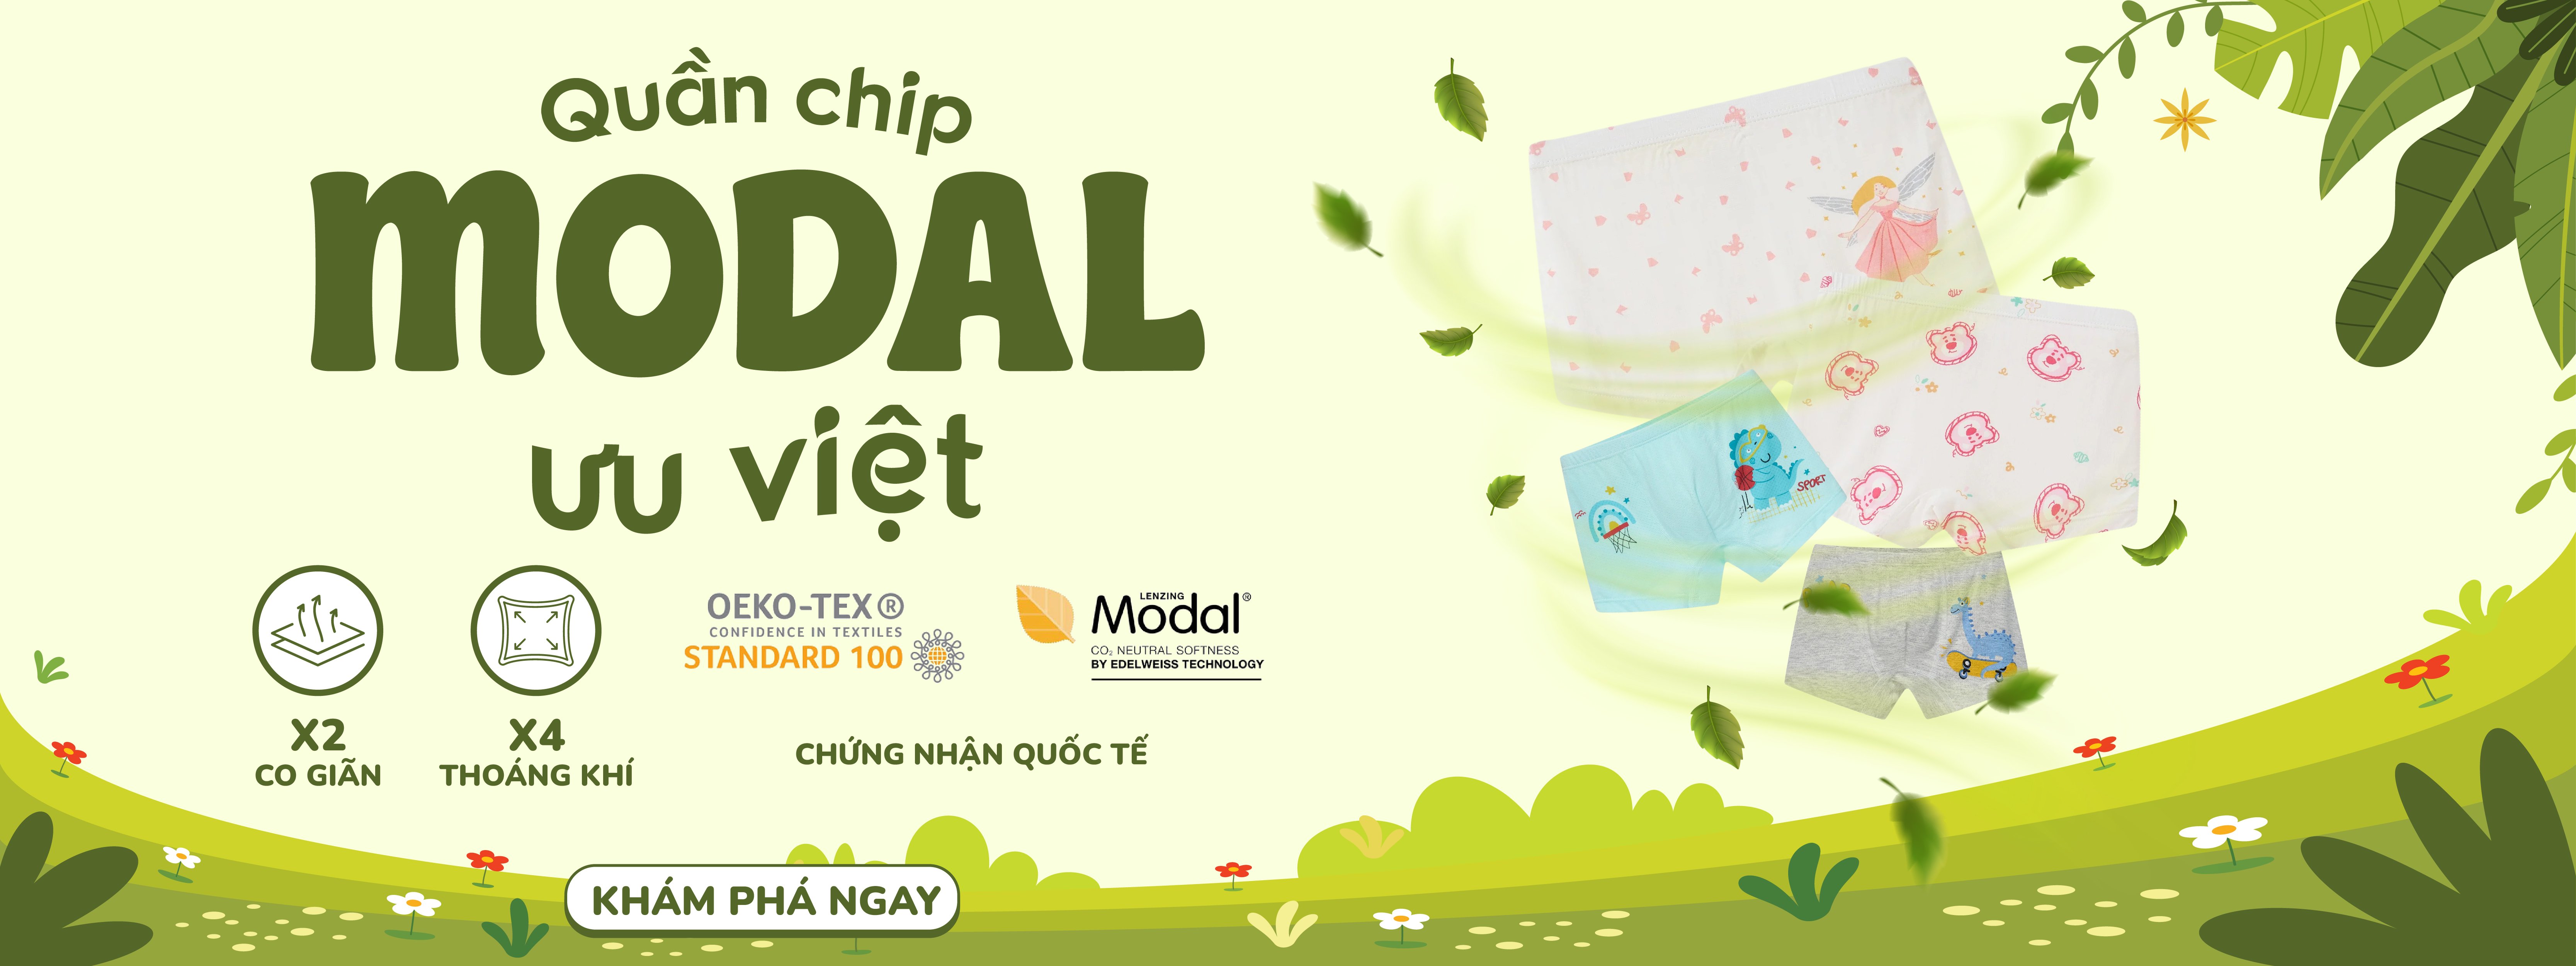 Quần chip
MODAL
ưu việt
X2
CO GIÃN
X4
THOÁNG KHÍ
OEKO-TEX®
CONFIDENCE IN TEXTILES
STANDARD 100
LENZING
Modal®
CO₂ NEUTRAL SOFTNESS
BY EDELWEISS TECHNOLOGY
CHỨNG NHẬN QUỐC TẾ
KHÁM PHÁ NGAY
SPORT